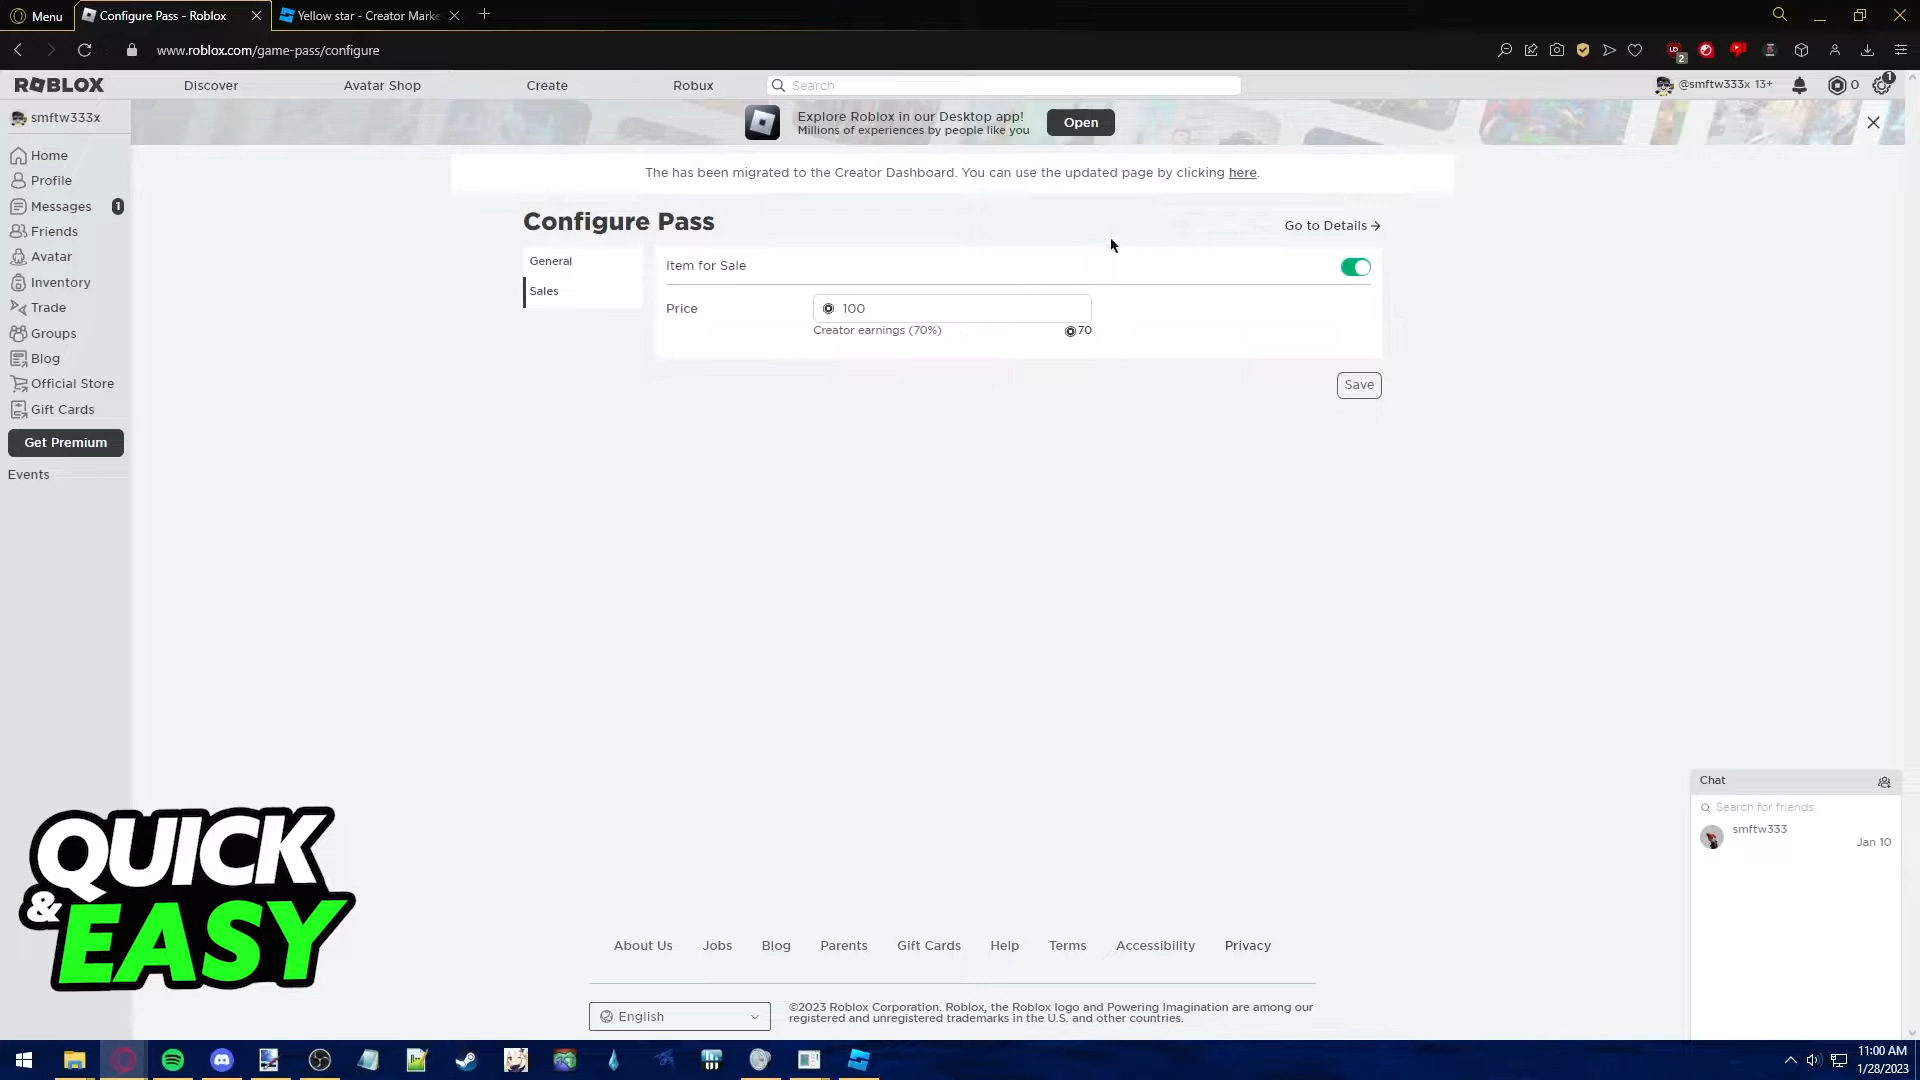 Menu
Configure Pass - Roblox
Yellow star - Creator Marke
www.roblox.com/game-pass/configure
2
ROBLOX
Discover
Avatar Shop
Create
Robux
Search
@smftw333x 13+
0
1
smftw333x
Explore Roblox in our Desktop app!
Millions of experiences by people like you
Open
Home
Profile
Messages
1
Friends
Avatar
Inventory
Trade
Groups
Blog
Official Store
Gift Cards
Get Premium
Events
The has been migrated to the Creator Dashboard. You can use the updated page by clicking here.
Configure Pass
Go to Details
General
Sales
Item for Sale
Price
100
Creator earnings (70%)
70
Save
Chat
Search for friends
smftw333
Jan 10
QUICK
& EASY
About Us
Jobs
Blog
Parents
Gift Cards
Help
Terms
Accessibility
Privacy
English
©2023 Roblox Corporation. Roblox, the Roblox logo and Powering Imagination are among our
registered and unregistered trademarks in the U.S. and other countries.
11:00 AM
1/28/2023